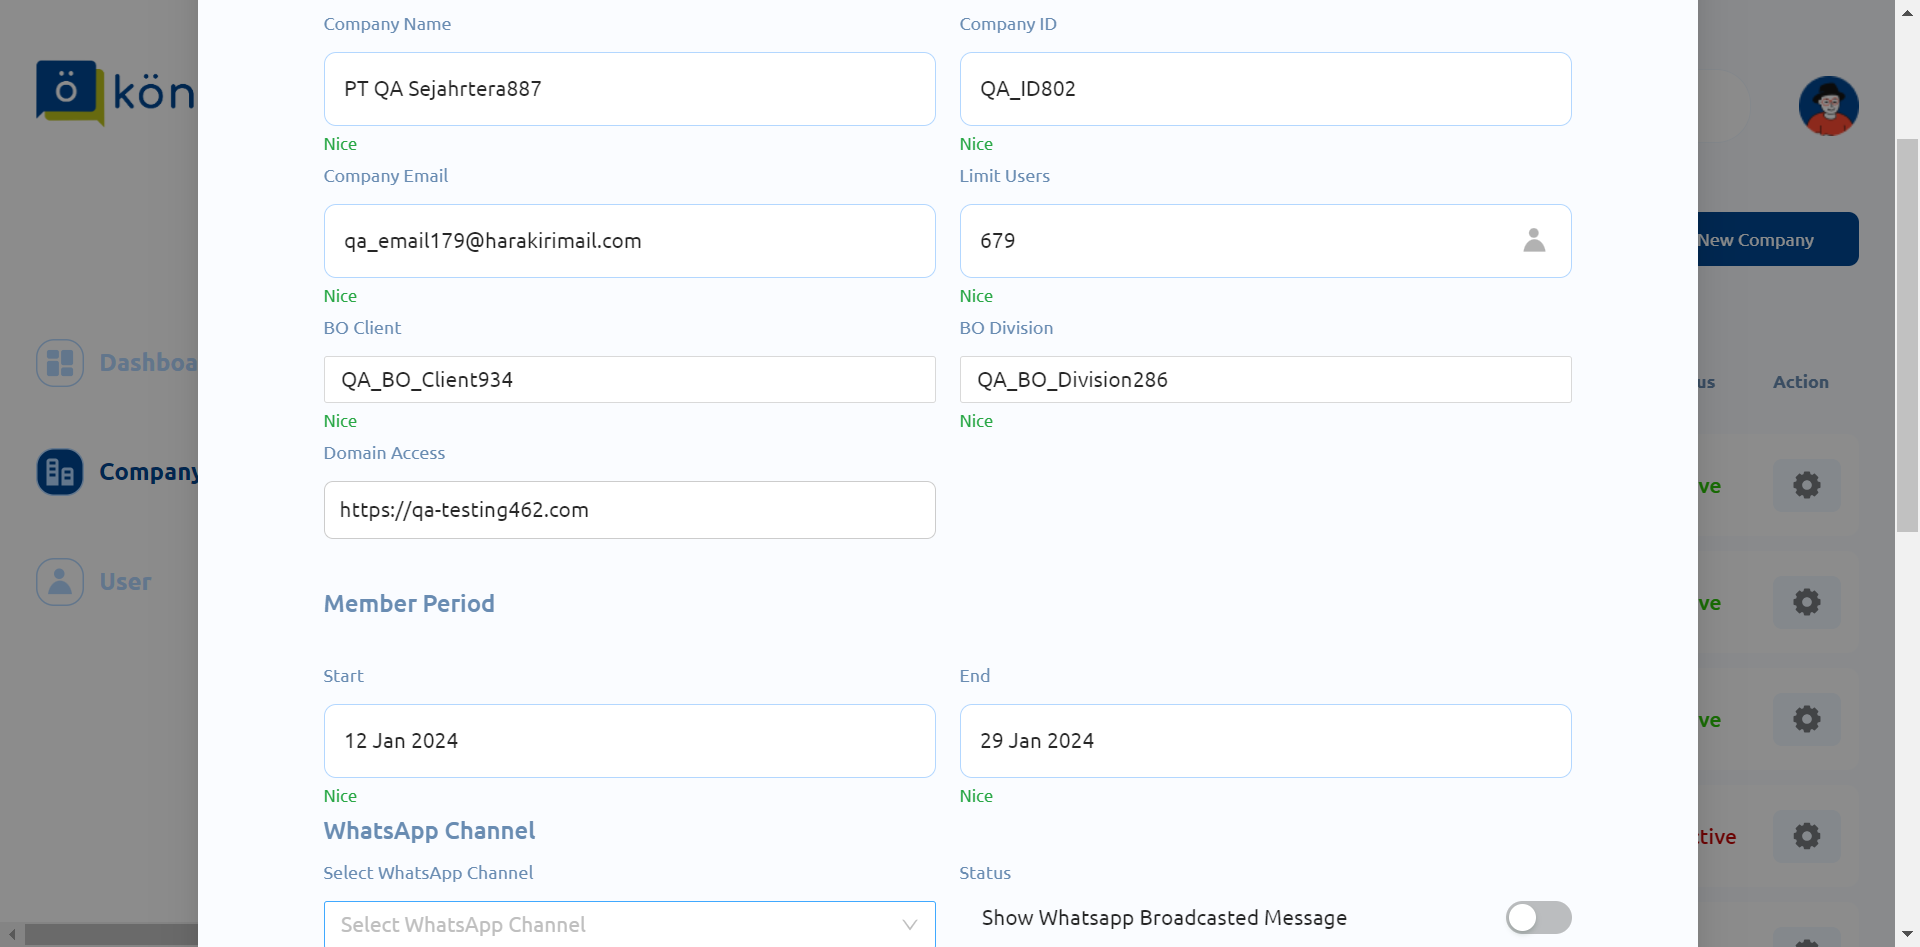 Company Name
Company ID
PT QA Sejahrtera887
QA_ID802
Nice
Nice
Company Email
Limit Users
qa_email179@harakirimail.com
679
Nice
Nice
BO Client
BO Division
QA_BO_Client934
QA_BO_Division286
Nice
Nice
Domain Access
https://qa-testing462.com
Member Period
Start
End
12 Jan 2024
29 Jan 2024
Nice
Nice
WhatsApp Channel
Select WhatsApp Channel
Status
Select WhatsApp Channel
Show Whatsapp Broadcasted Message
ö kön
Dashboa
Company
User
New Company
us
Action
ve
ve
ve
tive